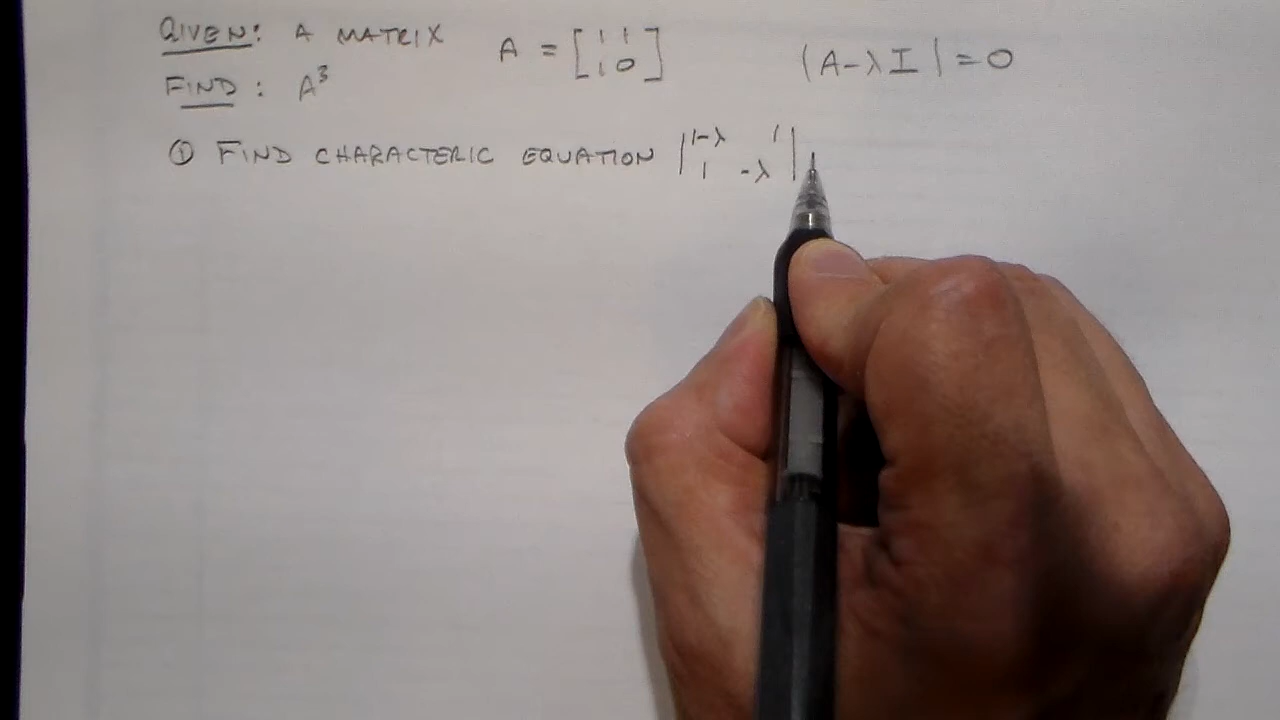 GIVEN: A MATRIX A = [ 1 1 |A-λI| = 0
1 0 ]
FIND: A³
① FIND CHARACTERIC EQUATION |1-λ 1|
1 -λ